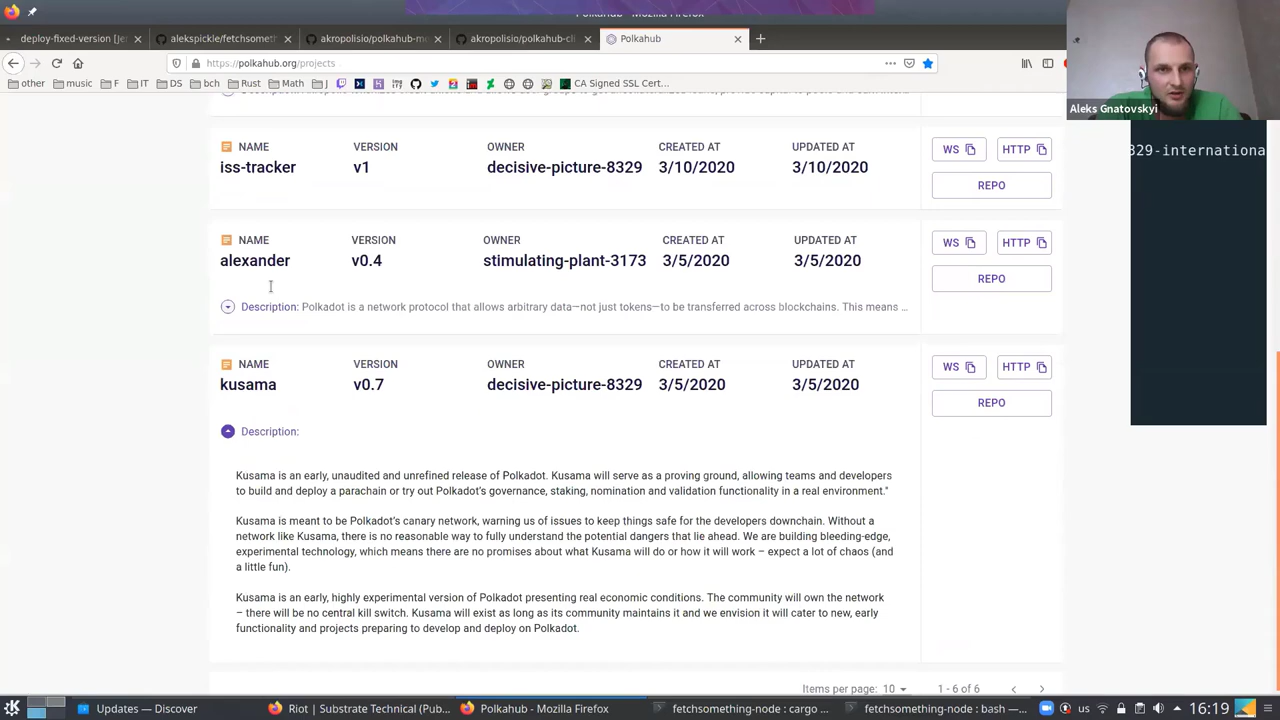 Polkahub - Mozilla Firefox
deploy-fixed-version [Je
alekspickle/fetchsometh
akropolisio/polkahub-m
akropolisio/polkahub-cli
Polkahub
https://polkahub.org/projects
other music F IT DS bch Rust Math J CA Signed SSL Cert…
Aleks Gnatovskyi
NAME VERSION OWNER CREATED AT UPDATED AT
iss-tracker v1 decisive-picture-8329 3/10/2020 3/10/2020
WS HTTP
REPO
329-internationa
NAME VERSION OWNER CREATED AT UPDATED AT
alexander v0.4 stimulating-plant-3173 3/5/2020 3/5/2020
WS HTTP
REPO
Description: Polkadot is a network protocol that allows arbitrary data—not just tokens—to be transferred across blockchains. This means …
NAME VERSION OWNER CREATED AT UPDATED AT
kusama v0.7 decisive-picture-8329 3/5/2020 3/5/2020
WS HTTP
REPO
Description:
Kusama is an early, unaudited and unrefined release of Polkadot. Kusama will serve as a proving ground, allowing teams and developers
to build and deploy a parachain or try out Polkadot's governance, staking, nomination and validation functionality in a real environment."
Kusama is meant to be Polkadot's canary network, warning us of issues to keep things safe for the developers downchain. Without a
network like Kusama, there is no reasonable way to fully understand the potential dangers that lie ahead. We are building bleeding-edge,
experimental technology, which means there are no promises about what Kusama will do or how it will work – expect a lot of chaos (and
a little fun).
Kusama is an early, highly experimental version of Polkadot presenting real economic conditions. The community will own the network
– there will be no central kill switch. Kusama will exist as long as its community maintains it and we envision it will cater to new, early
functionality and projects preparing to develop and deploy on Polkadot.
Items per page: 10 1 - 6 of 6
Updates — Discover
Riot | Substrate Technical (Pub…
Polkahub - Mozilla Firefox
fetchsomething-node : cargo …
fetchsomething-node : bash —…
us
16:19